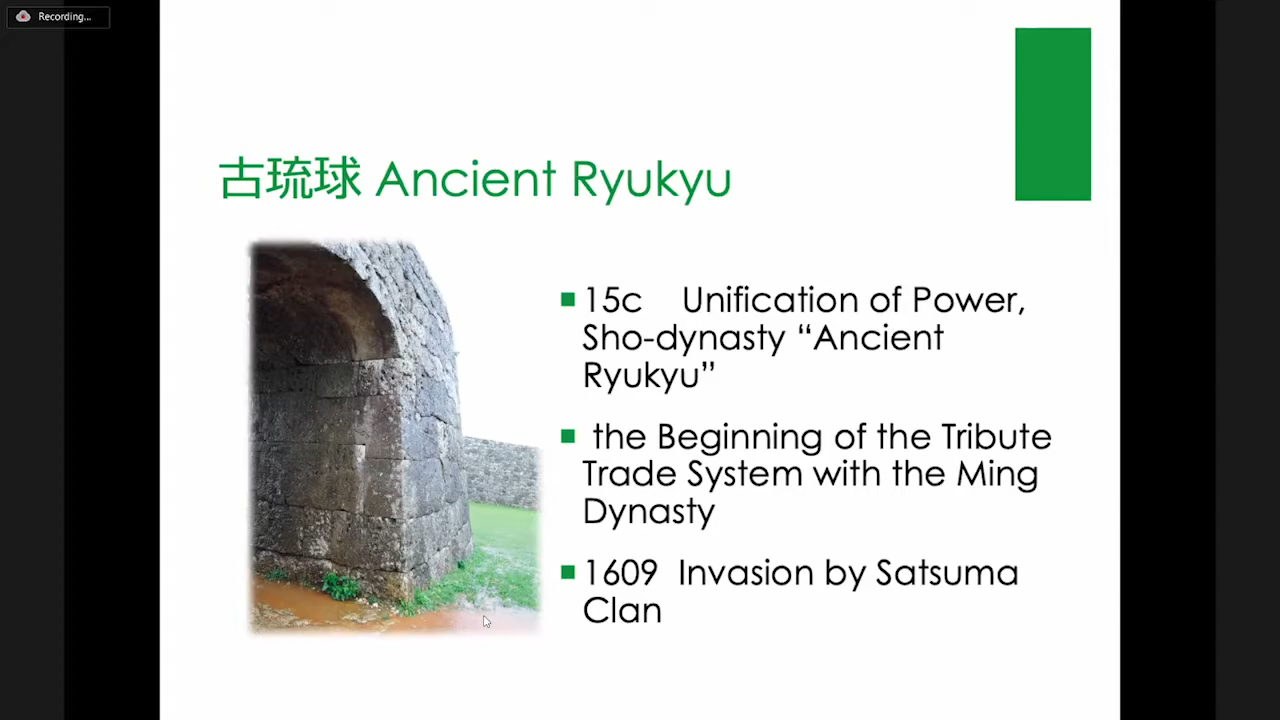 Recording...
古琉球 Ancient Ryukyu
15c Unification of Power,
Sho-dynasty “Ancient
Ryukyu”
the Beginning of the Tribute
Trade System with the Ming
Dynasty
1609 Invasion by Satsuma
Clan